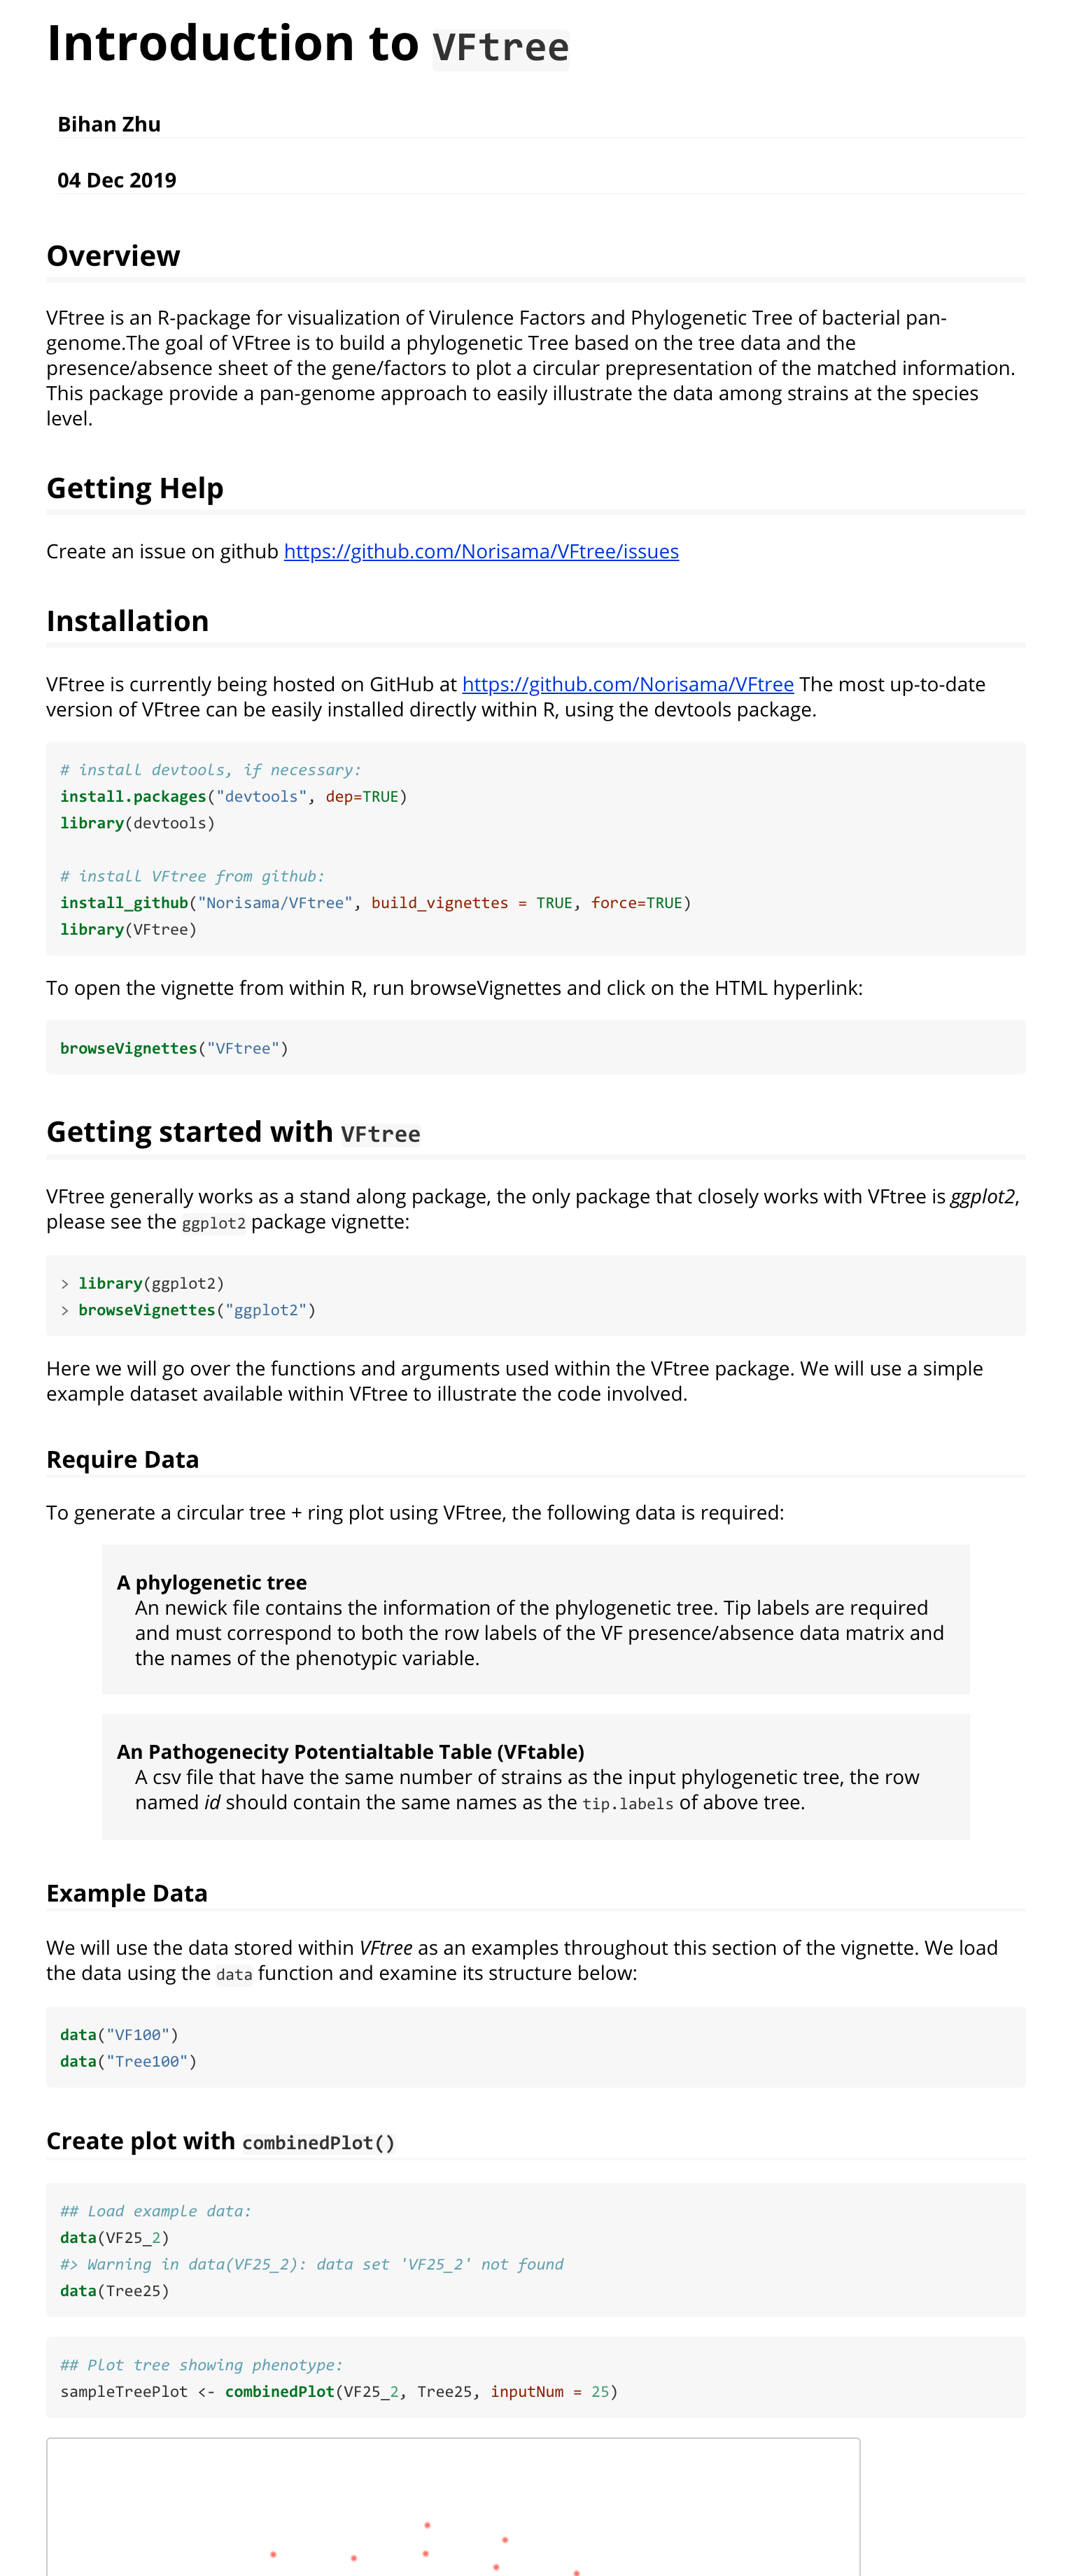 Introduction to VFtree
Bihan Zhu
04 Dec 2019
Overview
VFtree is an R-package for visualization of Virulence Factors and Phylogenetic Tree of bacterial pan-
genome.The goal of VFtree is to build a phylogenetic Tree based on the tree data and the
presence/absence sheet of the gene/factors to plot a circular prepresentation of the matched information.
This package provide a pan-genome approach to easily illustrate the data among strains at the species
level.
Getting Help
Create an issue on github https://github.com/Norisama/VFtree/issues
Installation
VFtree is currently being hosted on GitHub at https://github.com/Norisama/VFtree The most up-to-date
version of VFtree can be easily installed directly within R, using the devtools package.
# install devtools, if necessary:
install.packages("devtools", dep=TRUE)
library(devtools)
# install VFtree from github:
install_github("Norisama/VFtree", build_vignettes = TRUE, force=TRUE)
library(VFtree)
To open the vignette from within R, run browseVignettes and click on the HTML hyperlink:
browseVignettes("VFtree")
Getting started with VFtree
VFtree generally works as a stand along package, the only package that closely works with VFtree is ggplot2,
please see the ggplot2 package vignette:
> library(ggplot2)
> browseVignettes("ggplot2")
Here we will go over the functions and arguments used within the VFtree package. We will use a simple
example dataset available within VFtree to illustrate the code involved.
Require Data
To generate a circular tree + ring plot using VFtree, the following data is required:
A phylogenetic tree
An newick file contains the information of the phylogenetic tree. Tip labels are required
and must correspond to both the row labels of the VF presence/absence data matrix and
the names of the phenotypic variable.
An Pathogenecity Potentialtable Table (VFtable)
A csv file that have the same number of strains as the input phylogenetic tree, the row
named id should contain the same names as the tip.labels of above tree.
Example Data
We will use the data stored within VFtree as an examples throughout this section of the vignette. We load
the data using the data function and examine its structure below:
data("VF100")
data("Tree100")
Create plot with combinedPlot()
## Load example data:
data(VF25_2)
#> Warning in data(VF25_2): data set 'VF25_2' not found
data(Tree25)
## Plot tree showing phenotype:
sampleTreePlot <- combinedPlot(VF25_2, Tree25, inputNum = 25)